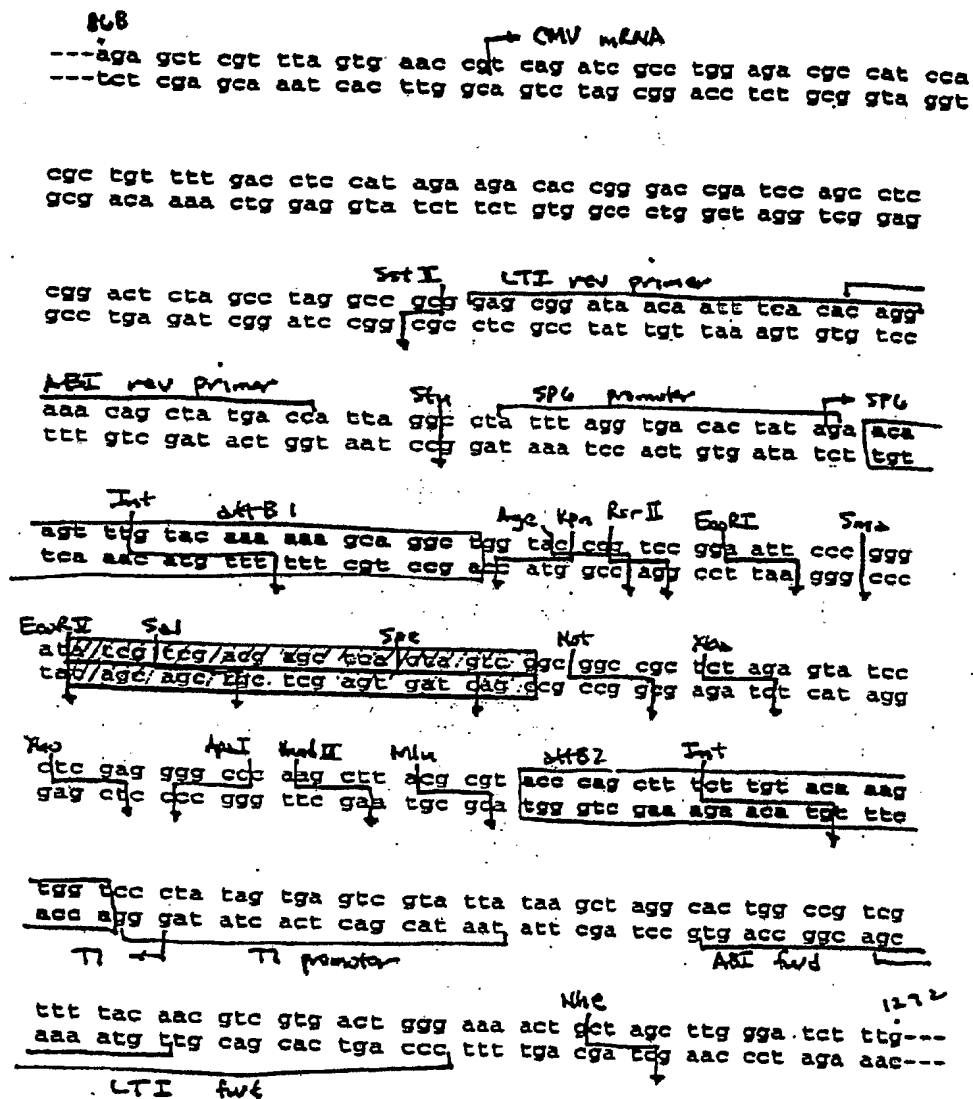 868
CMV mRNA
---aga gct cgt tta gtg aac cgt cag atc gcc tgg aga cgc cat cca
---tct cga gca aat cac ttg gca gtc tag cgg acc tct gcg gta ggt
cgc tgt ttt gac ctc cat aga aga cac cgg gac cga tcc agc ctc
gcg aca aaa ctg gag gta tct tct gtg gcc ctg gct agg tcg gag
Sst II LTI rev primer
cgg act cta gcc tag gcc gcg gag cgg ata aca att tca cac agg
gcc tga gat cgg atc cgg cgc ctc gcc tat tgt taa agt gtg tcc
ABI rev primer Stu SP6 promoter SP6
aaa cag cta tga cca tta ggc cta ttt agg tga cac tat aga aca
ttt gtc gat act ggt aat ccg gat aaa tcc act gtg ata tct tgt
Int attB1 Age Kpn Rsr II EcoRI Sma
agt ttg tac aaa aaa gca ggc tgg tac cgg tcc gga att ccc ggg
tca aac atg ttt ttt cgt ccg acc atg gcc agg cct taa ggg ccc
EcoRV Sal Spe Not Xba
ata tcg tcg acg agc tca cta gtc ggc ggc cgc tct aga gta tcc
tat agc agc tgc tcg agt gat cag ccg ccg gcg aga tct cat agg
Xho ApaI Hind III Mlu attB2 Int
ctc gag ggg ccc aag ctt acg cgt acc cag ctt tct tgt aca aag
gag ctc ccc ggg ttc gaa tgc gca tgg gtc gaa aga aca tgt ttc
tgg tcc cta tag tga gtc gta tta taa gct agg cac tgg ccg tcg
acc agg gat atc act cag cat aat att cga tcc gtg acc ggc agc
T7 T7 promoter ABI fwd
Nhe 1272
ttt tac aac gtc gtg act ggg aaa act gct agc ttg gga tct ttg---
aaa atg ttg cag cac tga ccc ttt tga cga tcg aac cct aga aac---
LTI fwd